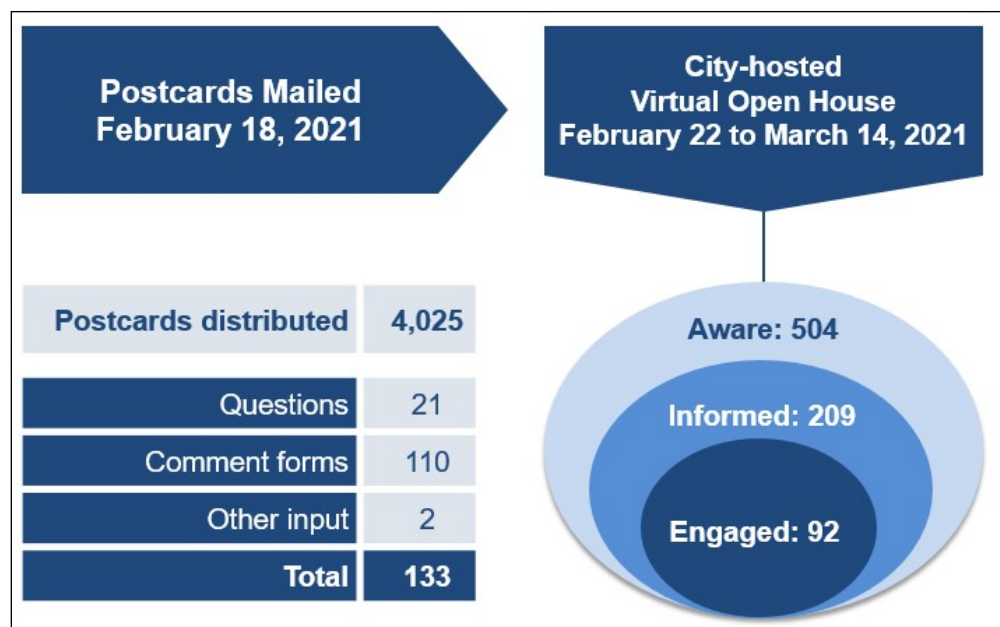 Postcards Mailed
February 18, 2021
City-hosted
Virtual Open House
February 22 to March 14, 2021
Postcards distributed 4,025
Questions 21
Comment forms 110
Other input 2
Total 133
Aware: 504
Informed: 209
Engaged: 92